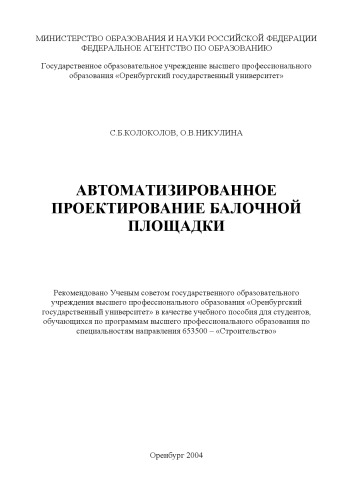 МИНИСТЕРСТВО ОБРАЗОВАНИЯ И НАУКИ РОССИЙСКОЙ ФЕДЕРАЦИИ
ФЕДЕРАЛЬНОЕ АГЕНТСТВО ПО ОБРАЗОВАНИЮ
Государственное образовательное учреждение высшего профессионального
образования «Оренбургский государственный университет»
С.Б.КОЛОКОЛОВ, О.В.НИКУЛИНА
АВТОМАТИЗИРОВАННОЕ
ПРОЕКТИРОВАНИЕ БАЛОЧНОЙ
ПЛОЩАДКИ
Рекомендовано Ученым советом государственного образовательного
учреждения высшего профессионального образования «Оренбургский
государственный университет» в качестве учебного пособия для студентов,
обучающихся по программам высшего профессионального образования по
специальностям направления 653500 – «Строительство»
Оренбург 2004